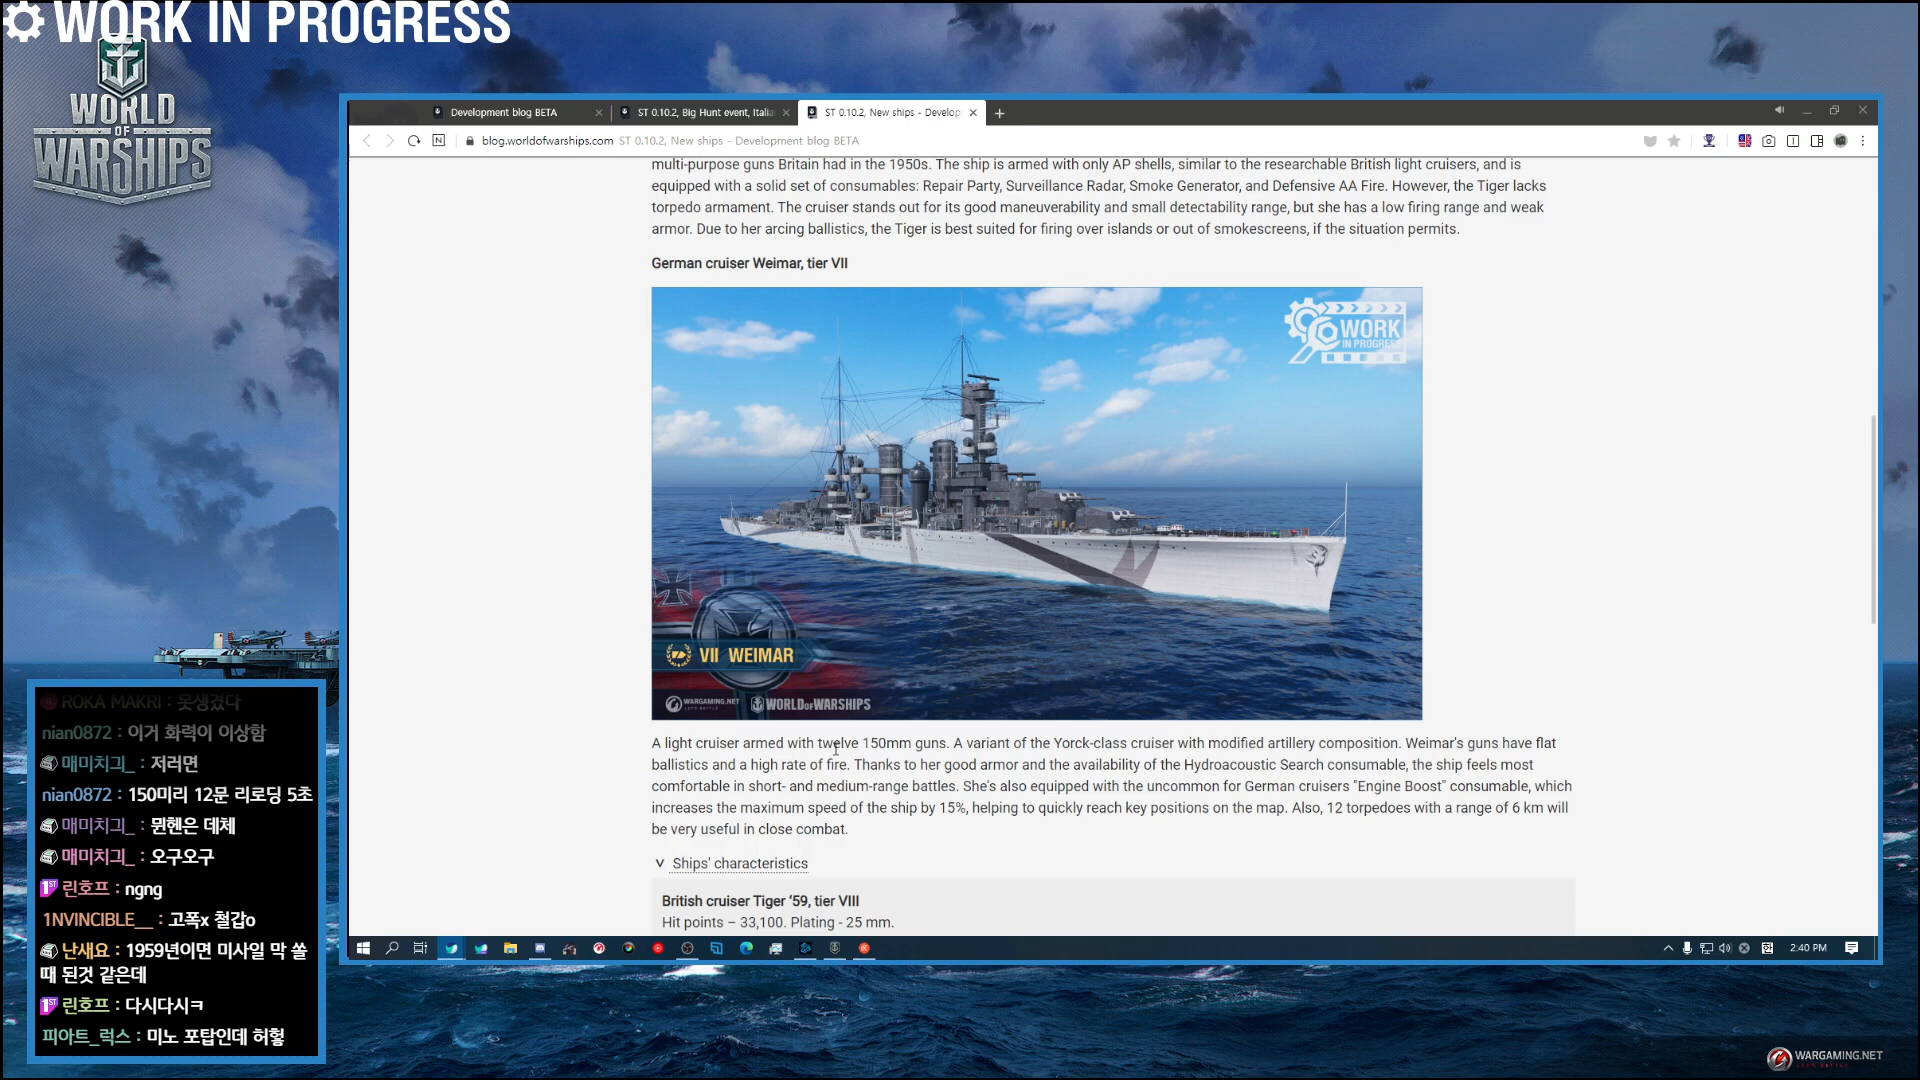 WORK IN PROGRESS
WORLD
OF
WARSHIPS
Development blog BETA
ST 0.10.2, Big Hunt event, Italia
ST 0.10.2, New ships - Develop
blog.worldofwarships.com ST 0.10.2, New ships - Development blog BETA
multi-purpose guns Britain had in the 1950s. The ship is armed with only AP shells, similar to the researchable British light cruisers, and is
equipped with a solid set of consumables: Repair Party, Surveillance Radar, Smoke Generator, and Defensive AA Fire. However, the Tiger lacks
torpedo armament. The cruiser stands out for its good maneuverability and small detectability range, but she has a low firing range and weak
armor. Due to her arcing ballistics, the Tiger is best suited for firing over islands or out of smokescreens, if the situation permits.
German cruiser Weimar, tier VII
WORK
IN PROGRESS
VII WEIMAR
WARGAMING.NET
WORLD OF WARSHIPS
A light cruiser armed with twelve 150mm guns. A variant of the Yorck-class cruiser with modified artillery composition. Weimar's guns have flat
ballistics and a high rate of fire. Thanks to her good armor and the availability of the Hydroacoustic Search consumable, the ship feels most
comfortable in short- and medium-range battles. She's also equipped with the uncommon for German cruisers "Engine Boost" consumable, which
increases the maximum speed of the ship by 15%, helping to quickly reach key positions on the map. Also, 12 torpedoes with a range of 6 km will
be very useful in close combat.
Ships' characteristics
British cruiser Tiger ‘59, tier VIII
Hit points – 33,100. Plating - 25 mm.
2:40 PM
ROKA MAKRI : 못생겼다
nian0872 : 이거 화력이 이상함
매미치긔_ : 저러면
nian0872 : 150미리 12문 리로딩 5초
매미치긔_ : 뮌헨은 데체
매미치긔_ : 오구오구
1ST 린호프 : ngng
1NVINCIBLE__ : 고폭x 철갑o
난새요 : 1959년이면 미사일 막 쏠
때 된것 같은데
1ST 린호프 : 다시다시ㅋ
피아트_럭스 : 미노 포탑인데 허헣
WARGAMING.NET